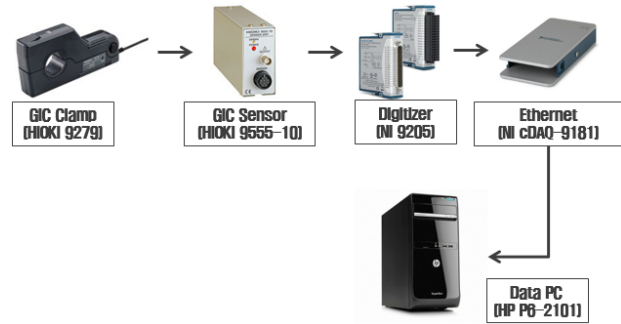 GIC Clamp
(HIOKI 9279)
GIC Sensor
(HIOKI 9555-10)
Digitizer
(NI 9205)
Ethernet
(NI cDAQ-9181)
Data PC
(HP P6-2101)